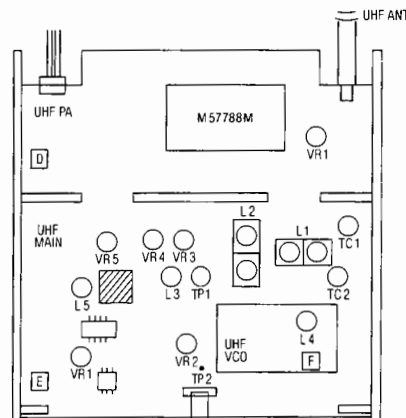 UHF ANT
UHF PA
M57788M
VR1
D
UHF
MAIN
L2
L1
TC1
VR5
VR4
VR3
L3
TP1
TC2
L5
UHF
VCO
L4
VR1
VR2
TP2
F
E